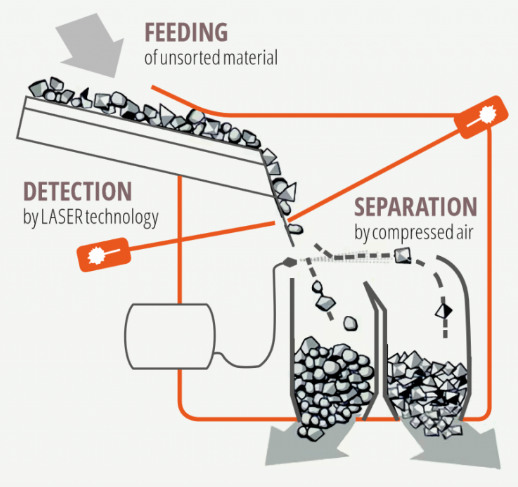 FEEDING
of unsorted material
DETECTION
by LASER technology
SEPARATION
by compressed air